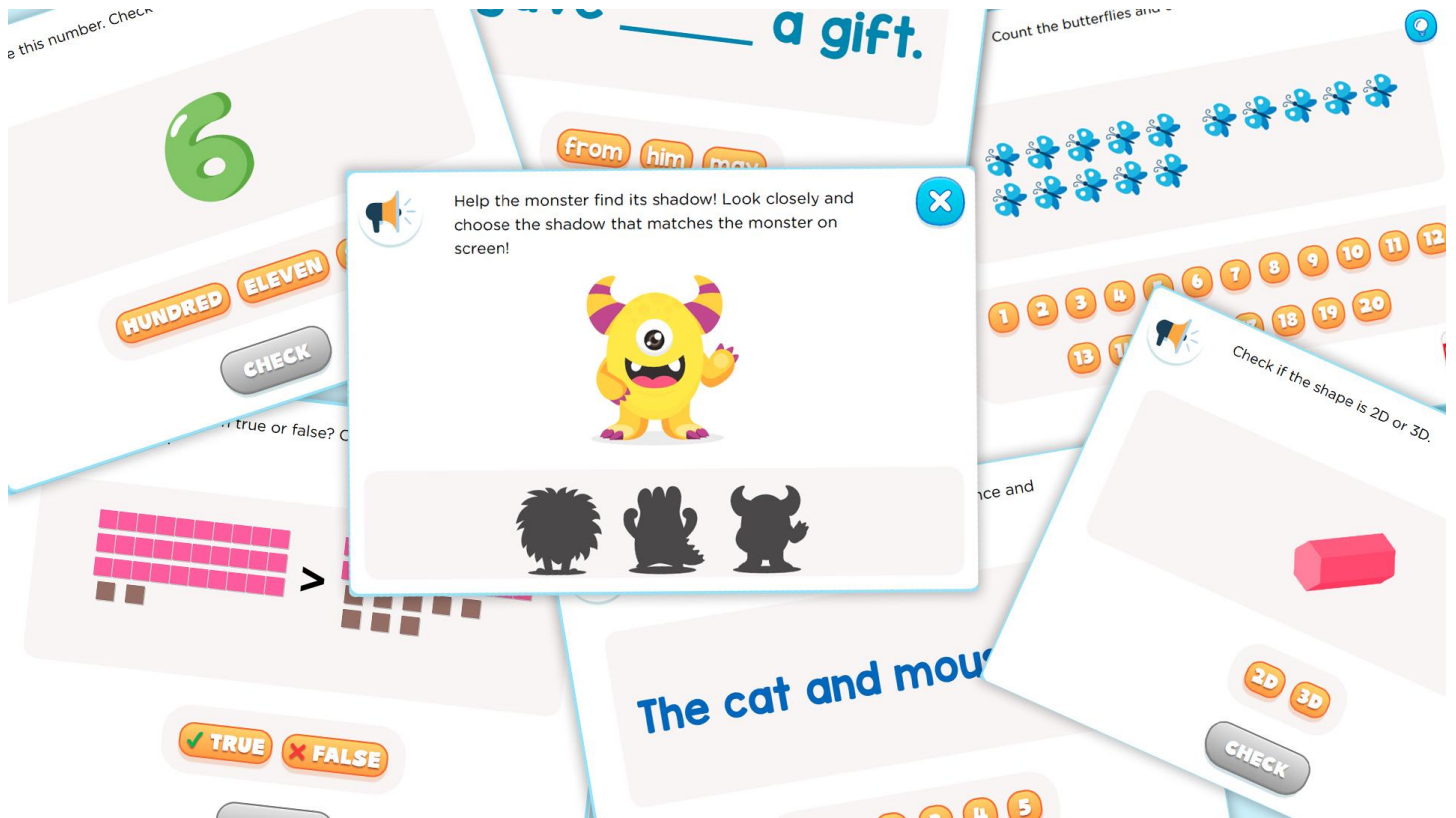 this number. Check
6
HUNDRED ELEVEN
CHECK
a gift.
from him may
Count the butterflies and
1 2 3 4 6 7 8 9 10 11 12
13 18 19 20
Help the monster find its shadow! Look closely and
choose the shadow that matches the monster on
screen!
true or false?
>
TRUE FALSE
and
The cat and
4 5
Check if the shape is 2D or 3D.
2D 3D
CHECK